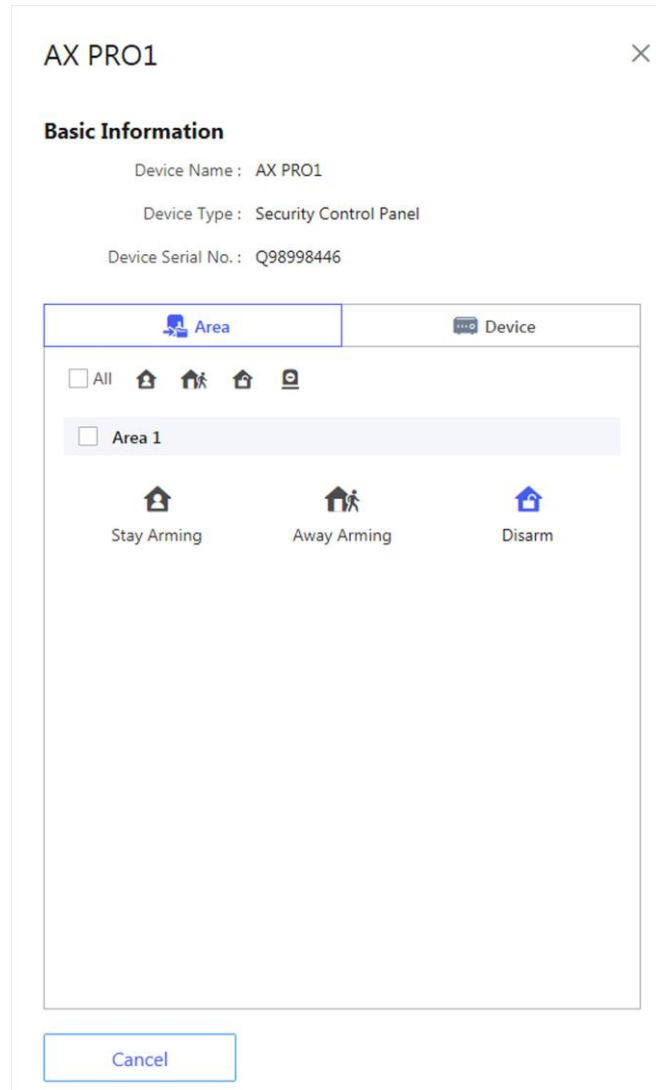 AX PRO1
Basic Information
Device Name : AX PRO1
Device Type : Security Control Panel
Device Serial No. : Q98998446
Area Device
All
Area 1
Stay Arming Away Arming Disarm
Cancel